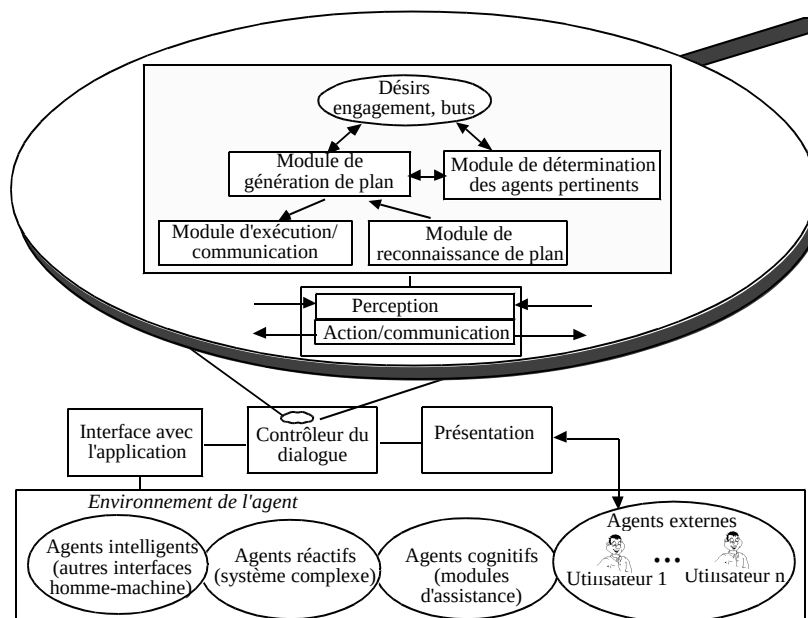 Désirs
engagement, buts
Module de
génération de plan
Module de détermination
des agents pertinents
Module d'exécution/
communication
Module de
reconnaissance de plan
Perception
Action/communication
Interface avec
l'application
Contrôleur du
dialogue
Présentation
Environnement de l'agent
Agents intelligents
(autres interfaces
homme-machine)
Agents réactifs
(système complexe)
Agents cognitifs
(modules
d'assistance)
Agents externes
...
Utilisateur 1
Utilisateur n